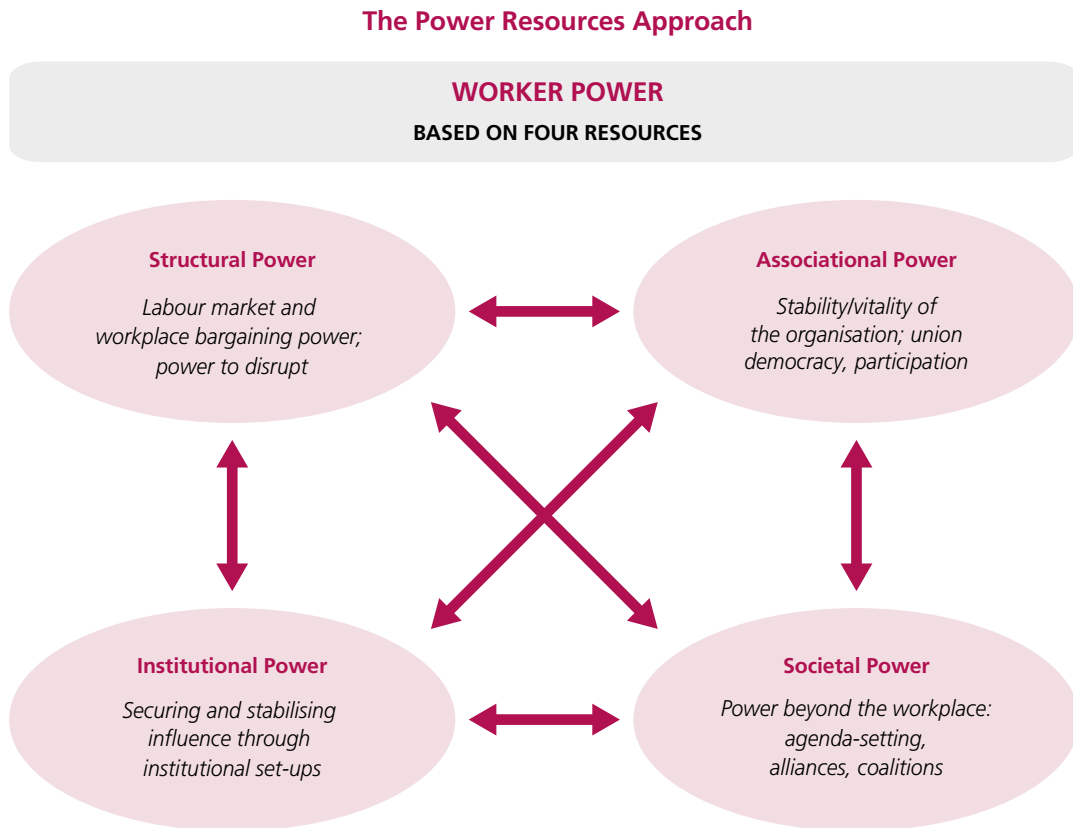 The Power Resources Approach
WORKER POWER
BASED ON FOUR RESOURCES
Structural Power
Labour market and
workplace bargaining power;
power to disrupt
Associational Power
Stability/vitality of
the organisation; union
democracy, participation
Institutional Power
Securing and stabilising
influence through
institutional set-ups
Societal Power
Power beyond the workplace:
agenda-setting,
alliances, coalitions